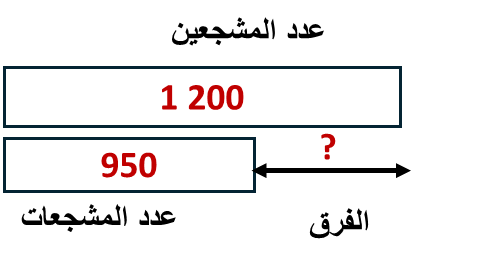 عدد المشجعين
1 200
950
?
عدد المشجعات
الفرق